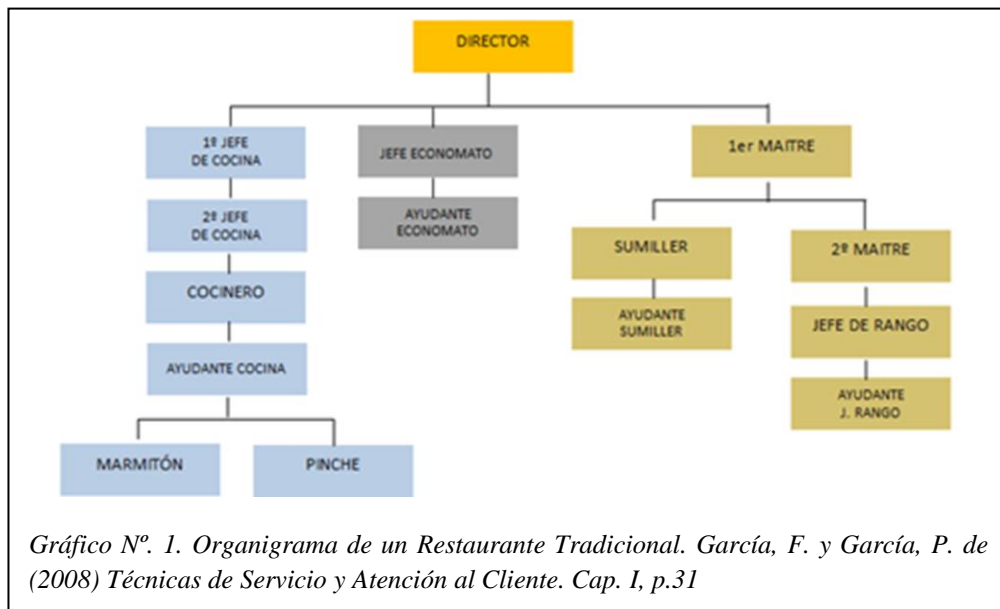 DIRECTOR
1º JEFE
DE COCINA
JEFE ECONOMATO
1er MAITRE
2º JEFE
DE COCINA
AYUDANTE
ECONOMATO
SUMILLER
2º MAITRE
COCINERO
AYUDANTE
SUMILLER
JEFE DE RANGO
AYUDANTE COCINA
AYUDANTE
J. RANGO
MARMITÓN
PINCHE
Gráfico Nº. 1. Organigrama de un Restaurante Tradicional. García, F. y García, P. de
(2008) Técnicas de Servicio y Atención al Cliente. Cap. I, p.31